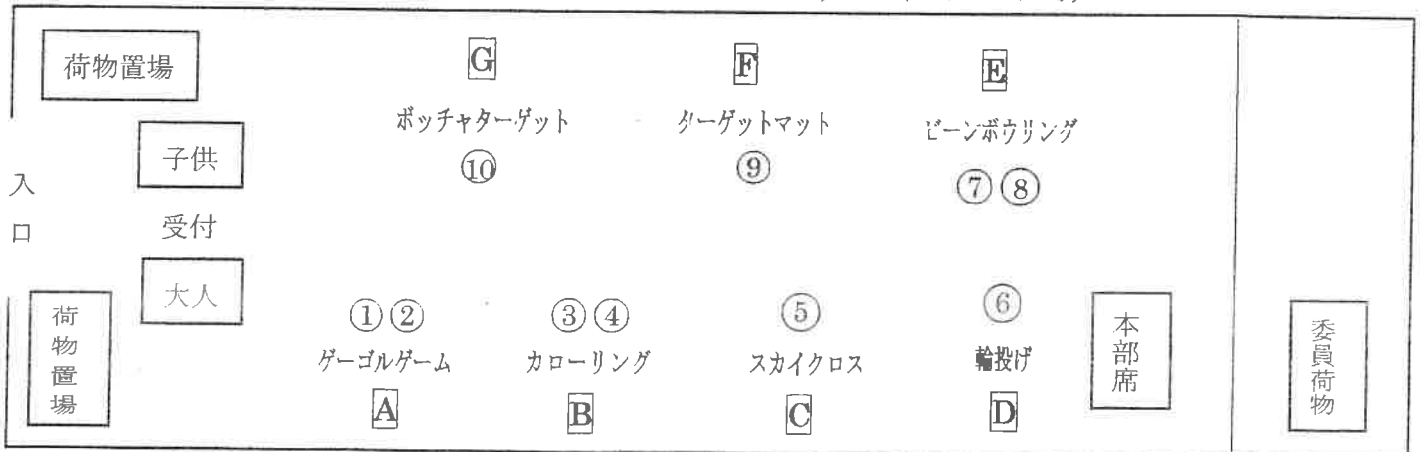 荷物置場
G
F
E
ボッチャターゲット
ターゲットマット
ビーンボウリング
子供
⑩
⑨
⑦⑧
入口
受付
大人
荷物置場
①②
③④
⑤
⑥
本部席
委員荷物
ゲーゴルゲーム
カローリング
スカイクロス
輪投げ
A
B
C
D